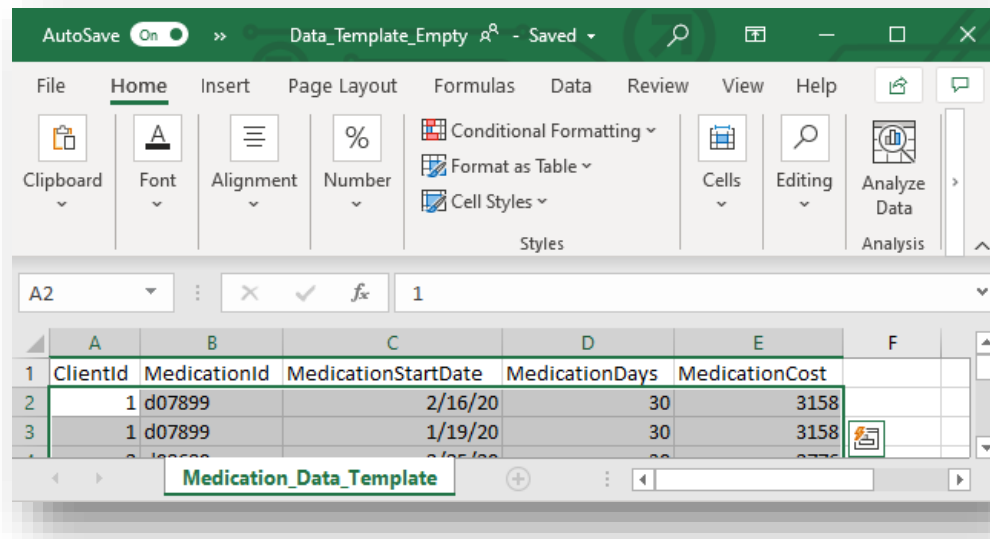 AutoSave On » Data_Template_Empty - Saved
File Home Insert Page Layout Formulas Data Review View Help
Clipboard Font Alignment Number Conditional Formatting Format as Table Cell Styles Cells Editing Analyze Data
Styles Analysis
A2 fx 1
A B C D E F
1 ClientId MedicationId MedicationStartDate MedicationDays MedicationCost
2 1 d07899 2/16/20 30 3158
3 1 d07899 1/19/20 30 3158
Medication_Data_Template